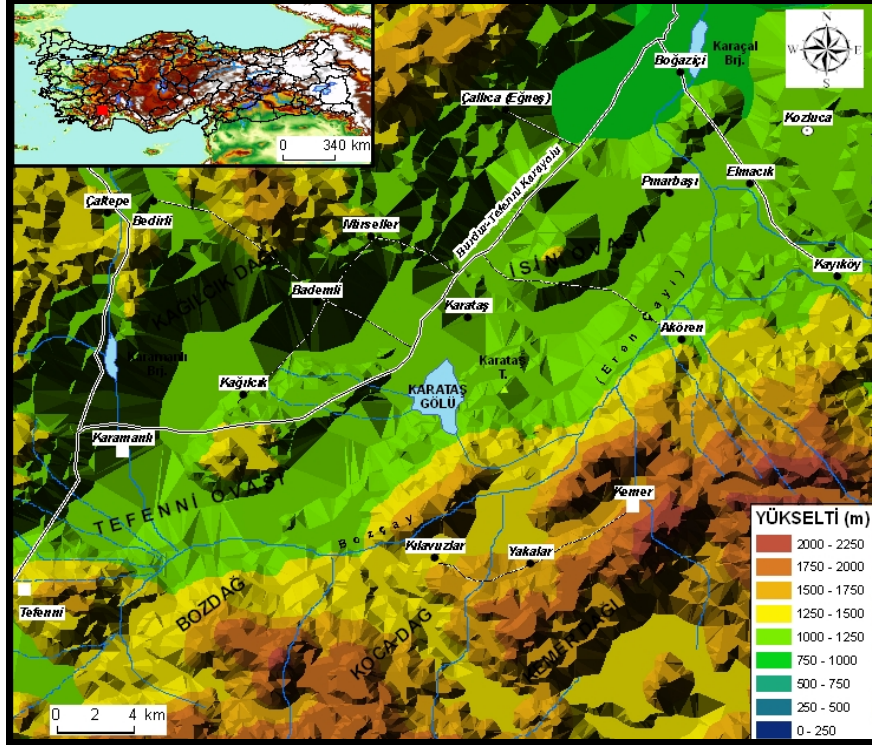 0 340 km
N
W E
S
Karaçal
Brj.
Boğaziçi
Çallıca (Eğneş)
Kozluca
Elmacık
Pınarbaşı
Burdur-Tefenni Karayolu
Çaltepe
Bedirli
Mürseller
İSİN OVASI
Kayıköy
KAĞILCIK DAĞI
Bademli
Karataş
(Eren Çayı)
Akören
Karamanlı
Brj.
Karataş
T.
Kağılcık
KARATAŞ
GÖLÜ
Karamanlı
TEFENNİ OVASI
Kemer
Bozçay
Kılavuzlar
Yakalar
Tefenni
BOZDAĞ
KOCADAĞ
KEMER DAĞI
YÜKSELTİ (m)
2000 - 2250
1750 - 2000
1500 - 1750
1250 - 1500
1000 - 1250
750 - 1000
500 - 750
250 - 500
0 - 250
0 2 4 km